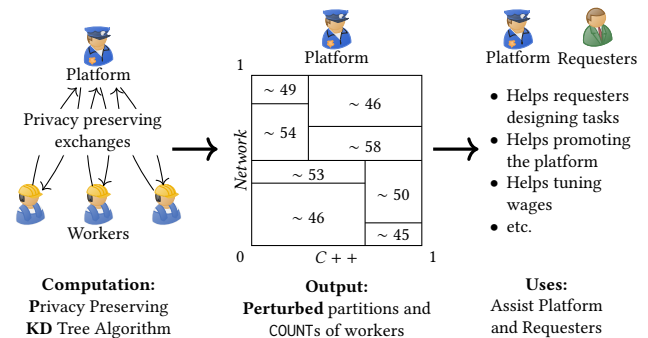 Platform
Privacy preserving
exchanges
Workers
Computation:
Privacy Preserving
KD Tree Algorithm
Platform
1
Network
~ 49
~ 46
~ 54
~ 58
~ 53
~ 50
~ 46
~ 45
0
C + +
1
Output:
Perturbed partitions and
COUNTs of workers
Platform Requesters
• Helps requesters
designing tasks
• Helps promoting
the platform
• Helps tuning
wages
• etc.
Uses:
Assist Platform
and Requesters